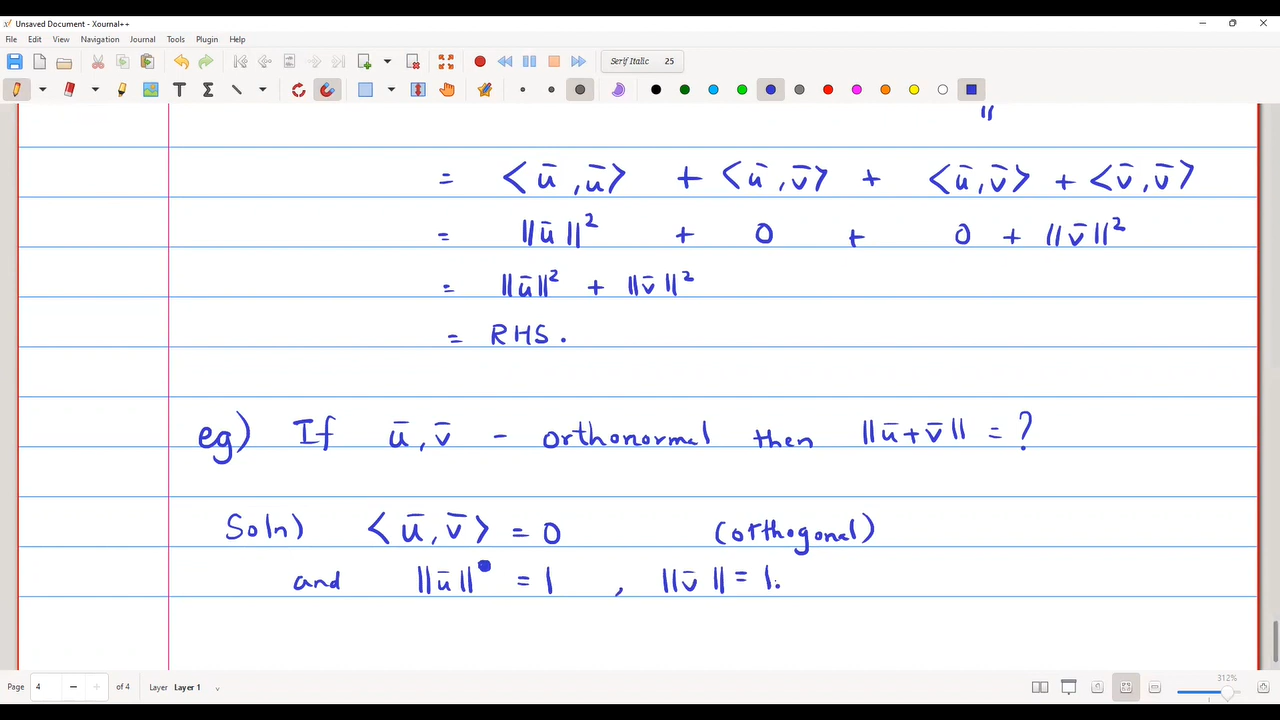 Unsaved Document - Xournal++
File Edit View Navigation Journal Tools Plugin Help
Serif Italic 25
||
= <ū, ū> + <ū, v̄> + <ū, v̄> + <v̄, v̄>
= ||ū||² + 0 + 0 + ||v̄||²
= ||ū||² + ||v̄||²
= RHS.
eg) If ū, v̄ - orthonormal then ||ū + v̄|| = ?
Soln) <ū, v̄> = 0 (orthogonal)
and ||ū|| = 1 , ||v̄|| = 1.
Page 4 of 4 Layer Layer 1 312%